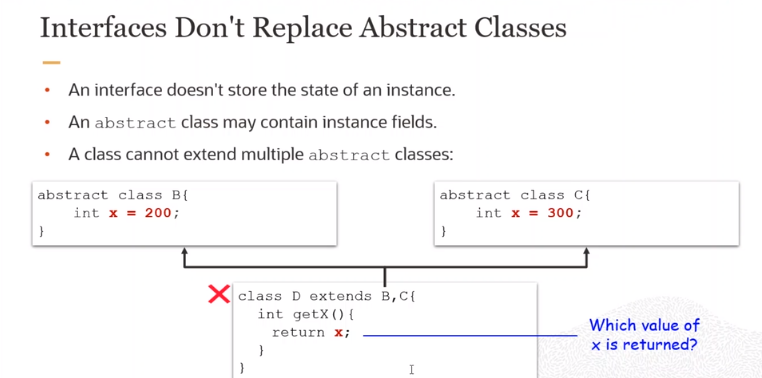 Interfaces Don't Replace Abstract Classes
• An interface doesn't store the state of an instance.
• An abstract class may contain instance fields.
• A class cannot extend multiple abstract classes:
abstract class B{
    int x = 200;
}
abstract class C{
    int x = 300;
}
class D extends B,C{
  int getX(){
    return x;
  }
}
Which value of
x is returned?